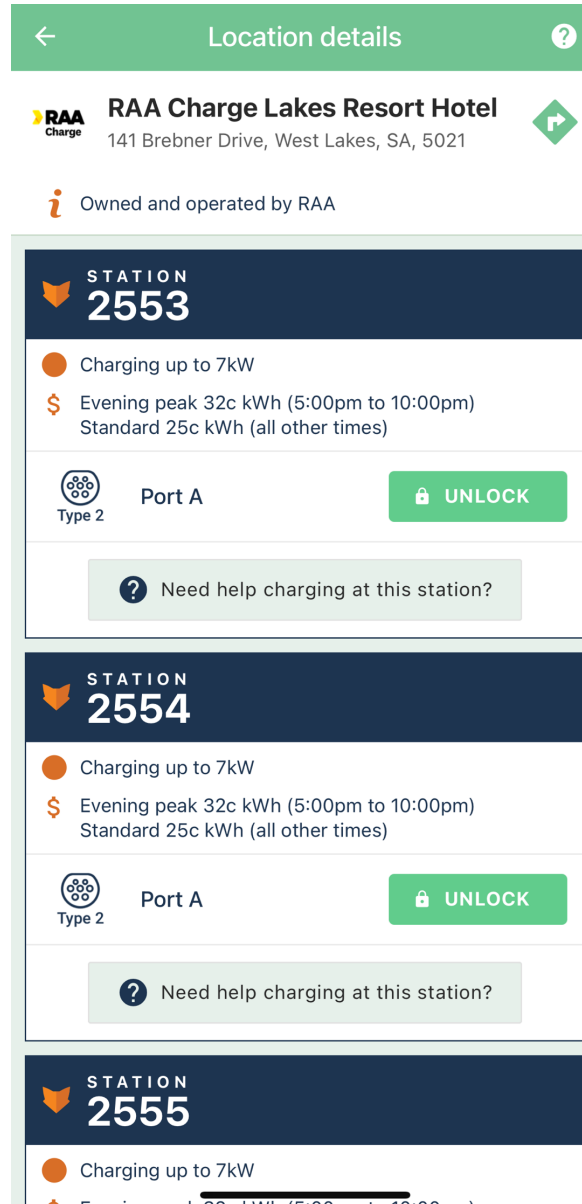 Location details
?
RAA
Charge
RAA Charge Lakes Resort Hotel
141 Brebner Drive, West Lakes, SA, 5021
i Owned and operated by RAA
STATION
2553
Charging up to 7kW
$ Evening peak 32c kWh (5:00pm to 10:00pm)
Standard 25c kWh (all other times)
Type 2
Port A
UNLOCK
? Need help charging at this station?
STATION
2554
Charging up to 7kW
$ Evening peak 32c kWh (5:00pm to 10:00pm)
Standard 25c kWh (all other times)
Type 2
Port A
UNLOCK
? Need help charging at this station?
STATION
2555
Charging up to 7kW